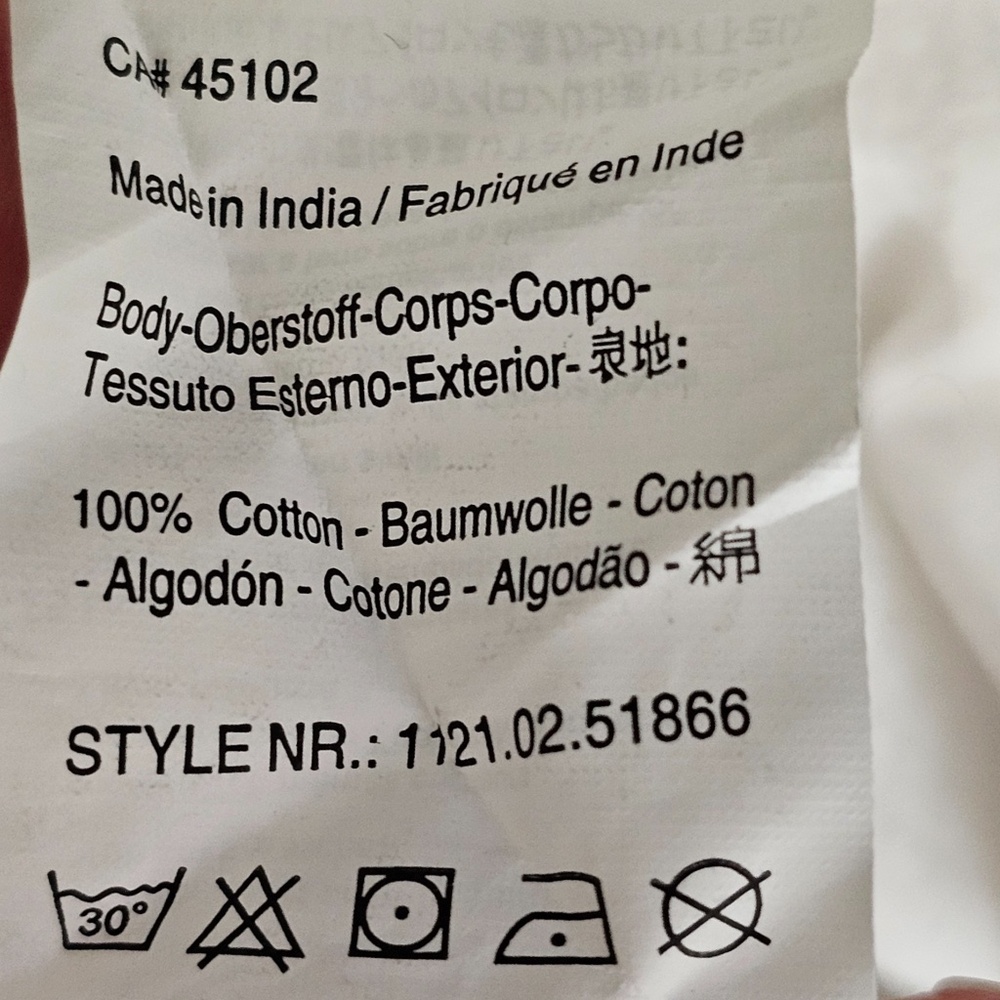 CA# 45102
Made in India / Fabriqué en Inde
Body-Oberstoff-Corps-Corpo-
Tessuto Esterno-Exterior- 表地:
100% Cotton - Baumwolle - Coton
- Algodón - Cotone - Algodão - 綿
STYLE NR.: 1121.02.51866
30°